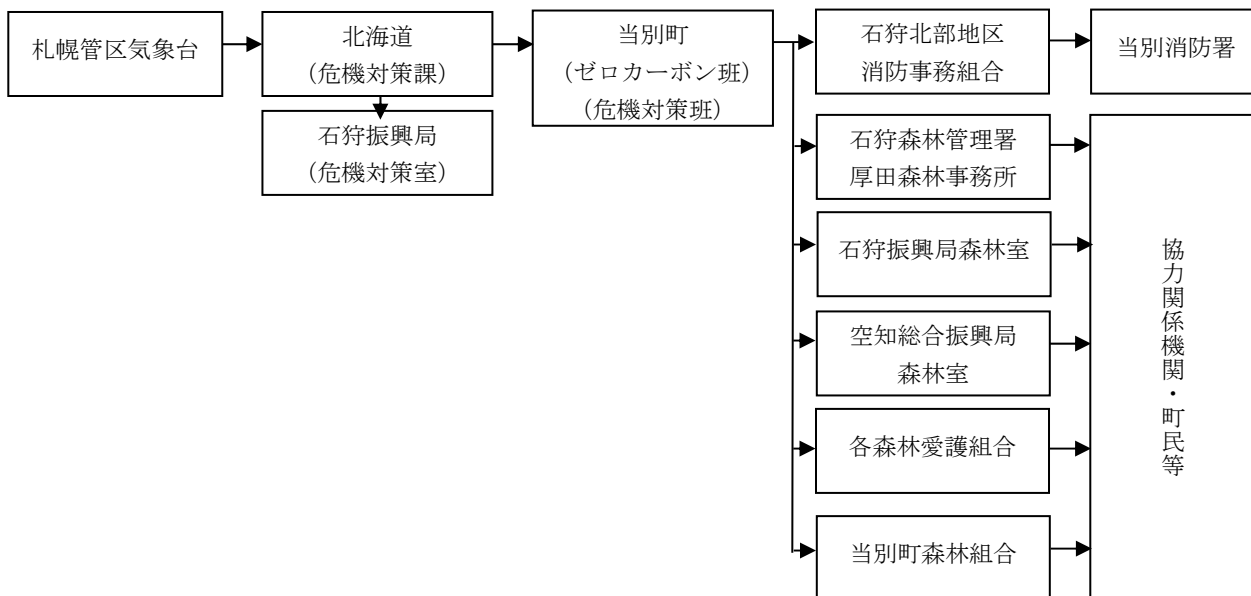 札幌管区気象台
北海道
(危機対策課)
石狩振興局
(危機対策室)
当別町
(ゼロカーボン班)
(危機対策班)
石狩北部地区
消防事務組合
当別消防署
石狩森林管理署
厚田森林事務所
石狩振興局森林室
空知総合振興局
森林室
各森林愛護組合
当別町森林組合
協力関係機関・町民等